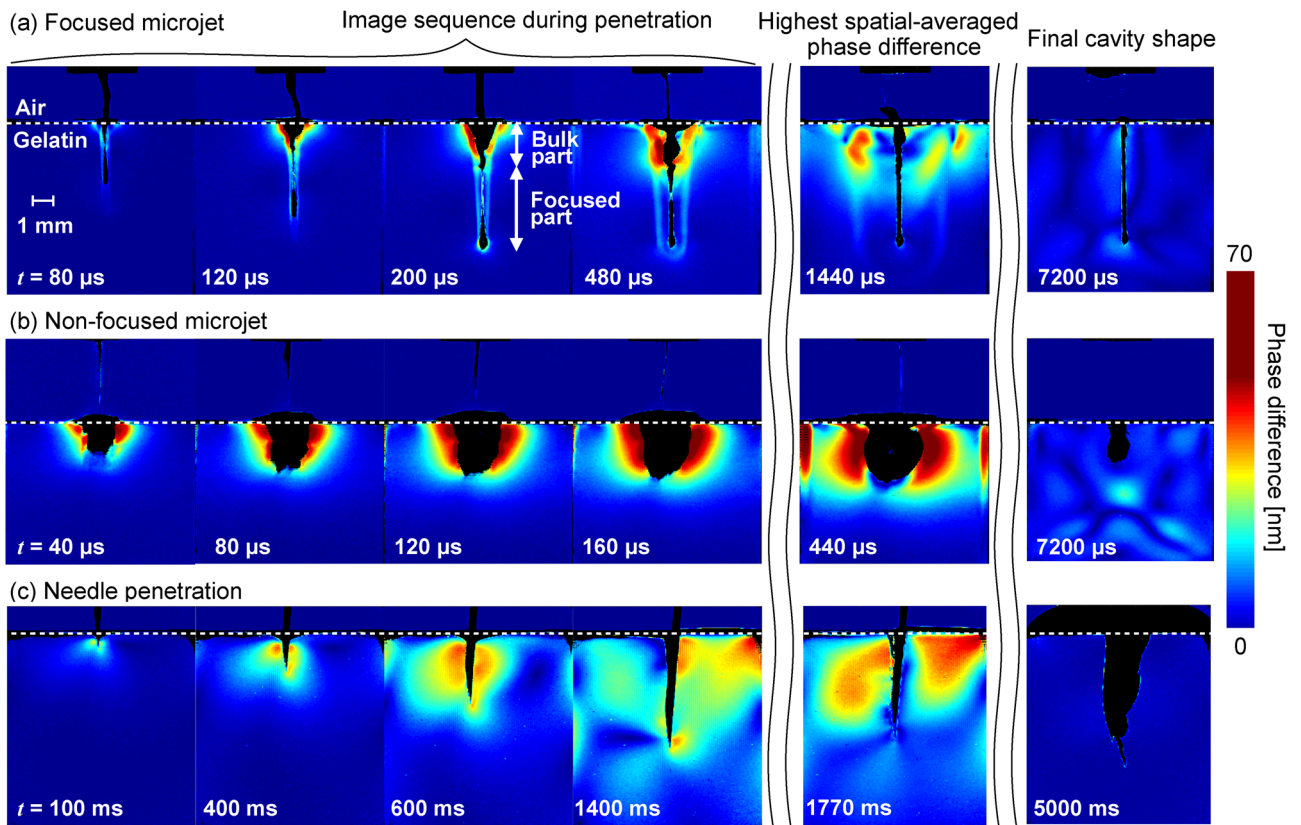 (a) Focused microjet
Image sequence during penetration
Highest spatial-averaged
phase difference
Final cavity shape
Air
Gelatin
1 mm
Bulk
part
Focused
part
t = 80 μs
120 μs
200 μs
480 μs
1440 μs
7200 μs
(b) Non-focused microjet
t = 40 μs
80 μs
120 μs
160 μs
440 μs
7200 μs
(c) Needle penetration
t = 100 ms
400 ms
600 ms
1400 ms
1770 ms
5000 ms
70
Phase difference [nm]
0